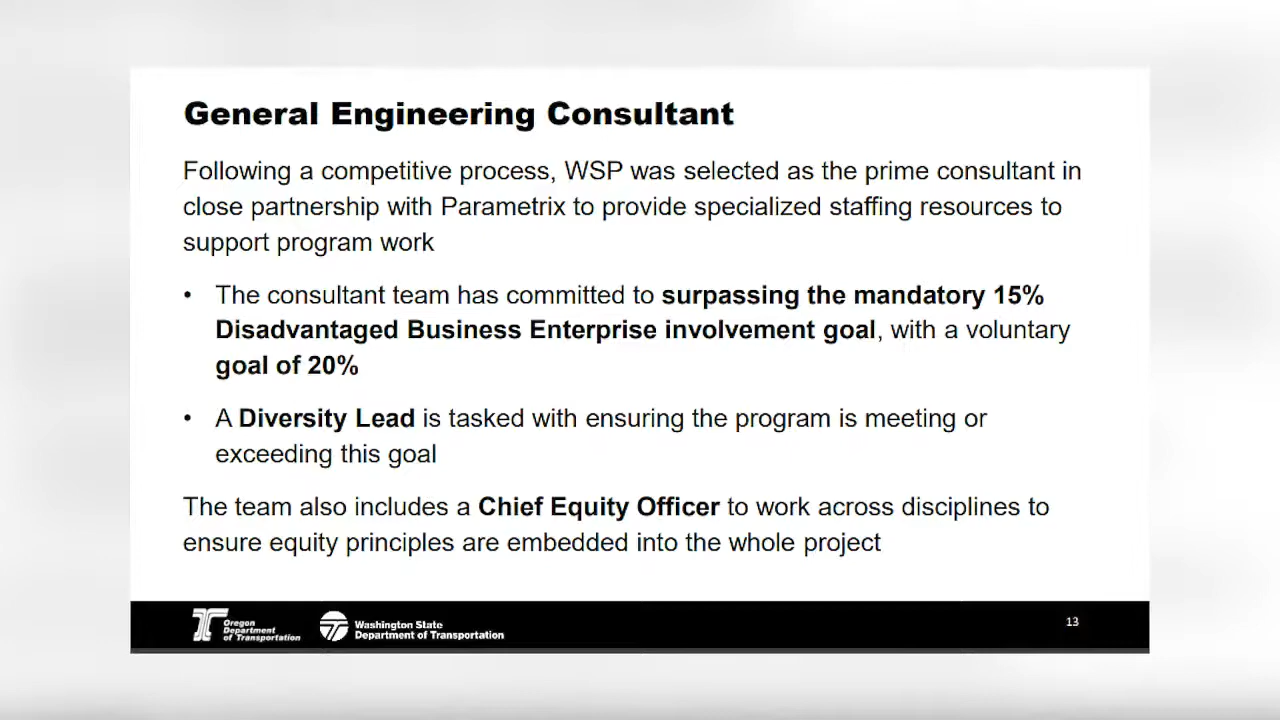 General Engineering Consultant
Following a competitive process, WSP was selected as the prime consultant in
close partnership with Parametrix to provide specialized staffing resources to
support program work
• The consultant team has committed to surpassing the mandatory 15%
Disadvantaged Business Enterprise involvement goal, with a voluntary
goal of 20%
• A Diversity Lead is tasked with ensuring the program is meeting or
exceeding this goal
The team also includes a Chief Equity Officer to work across disciplines to
ensure equity principles are embedded into the whole project
Oregon
Department
of Transportation
Washington State
Department of Transportation
13